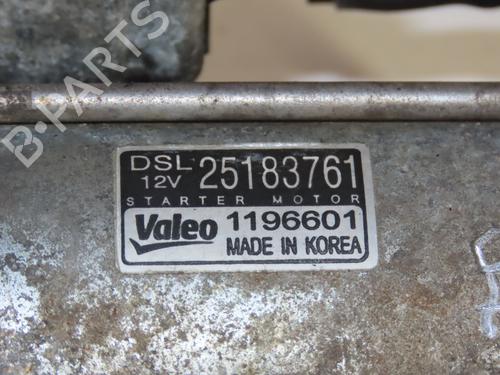 B-PARTS
DSL 12V 25183761
STARTER MOTOR
Valeo 1196601
MADE IN KOREA